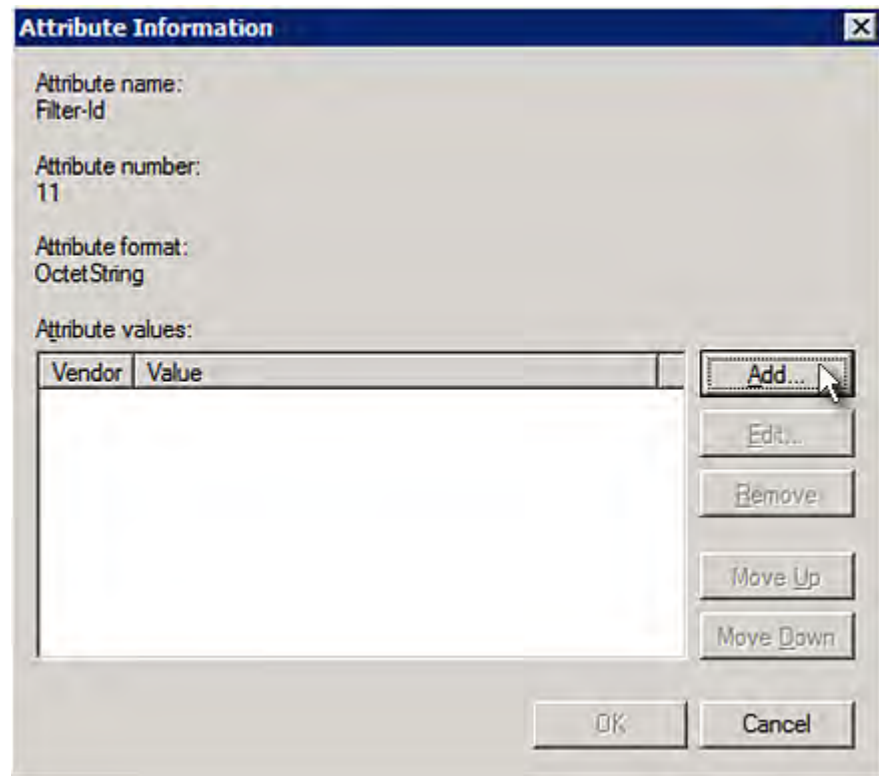 Attribute Information
Attribute name:
Filter-Id
Attribute number:
11
Attribute format:
OctetString
Attribute values:
Vendor Value
Add...
Edit...
Remove
Move Up
Move Down
OK Cancel